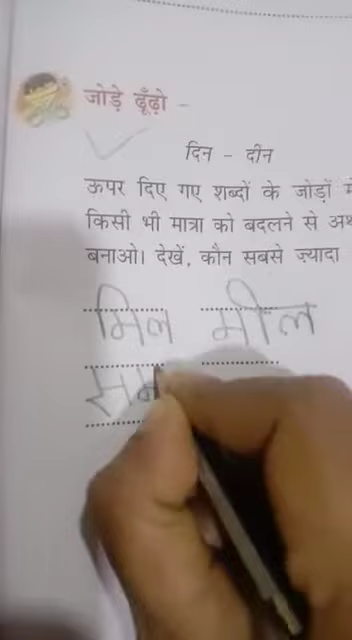 जोड़े ढूँढ़ो -
दिन - दीन
ऊपर दिए गए शब्दों के जोड़ों में
किसी भी मात्रा को बदलने से
बनाओ। देखें, कौन सबसे ज़्यादा
मिल मील